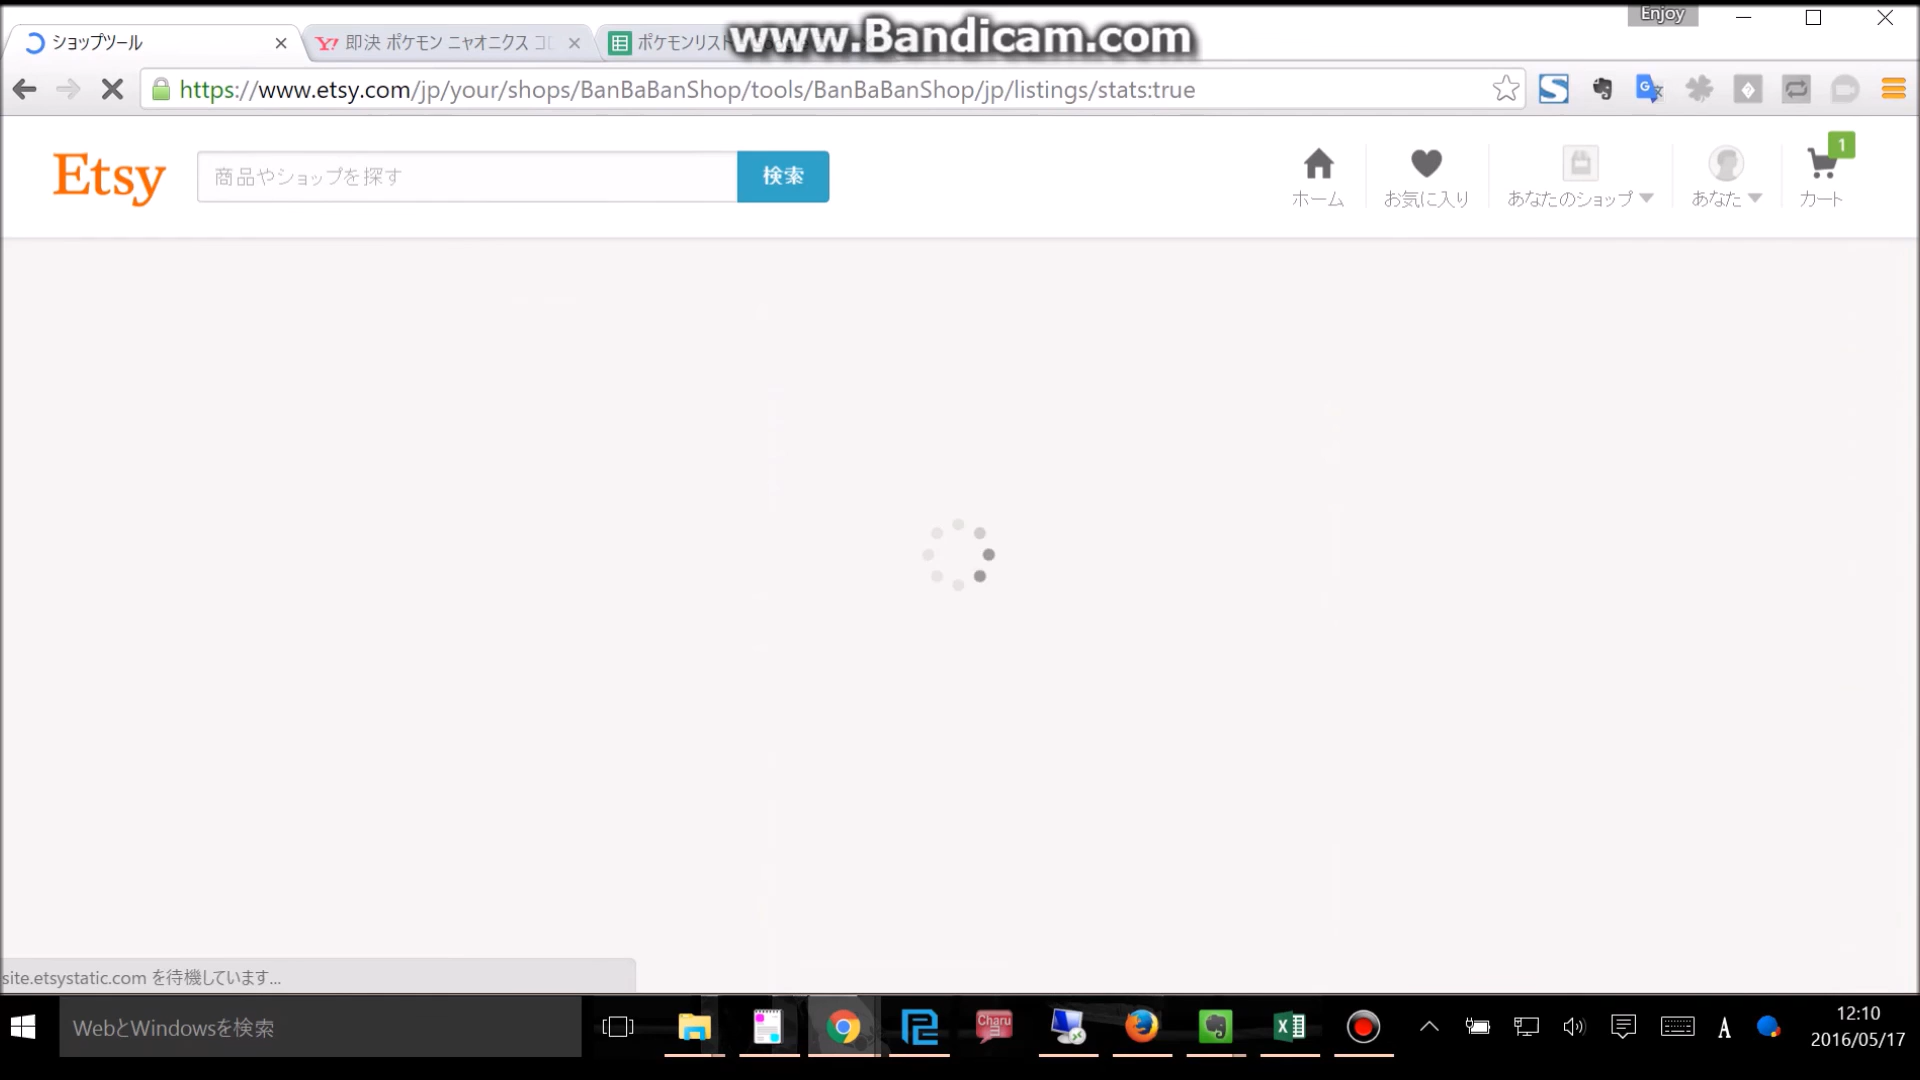 Enjoy
www.Bandicam.com
ショップツール
即決 ポケモン ニャオニクス コ
ポケモンリスト
https://www.etsy.com/jp/your/shops/BanBaBanShop/tools/BanBaBanShop/jp/listings/stats:true
Etsy
商品やショップを探す
検索
ホーム
お気に入り
あなたのショップ
あなた
1
カート
site.etsystatic.com を待機しています...
WebとWindowsを検索
Charu
A
12:10
2016/05/17